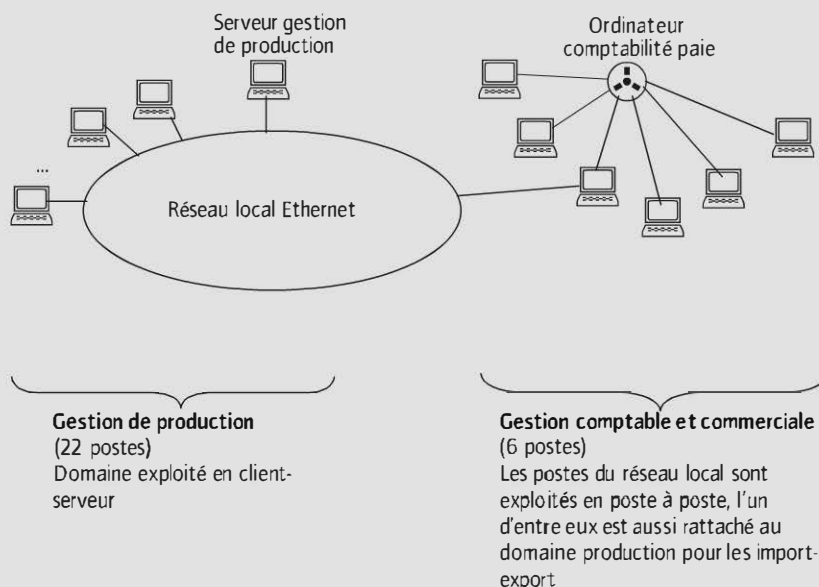 Serveur gestion
de production
Ordinateur
comptabilité paie
...
Réseau local Ethernet
Gestion de production
(22 postes)
Domaine exploité en client-
serveur
Gestion comptable et commerciale
(6 postes)
Les postes du réseau local sont
exploités en poste à poste, l'un
d'entre eux est aussi rattaché au
domaine production pour les import-
export